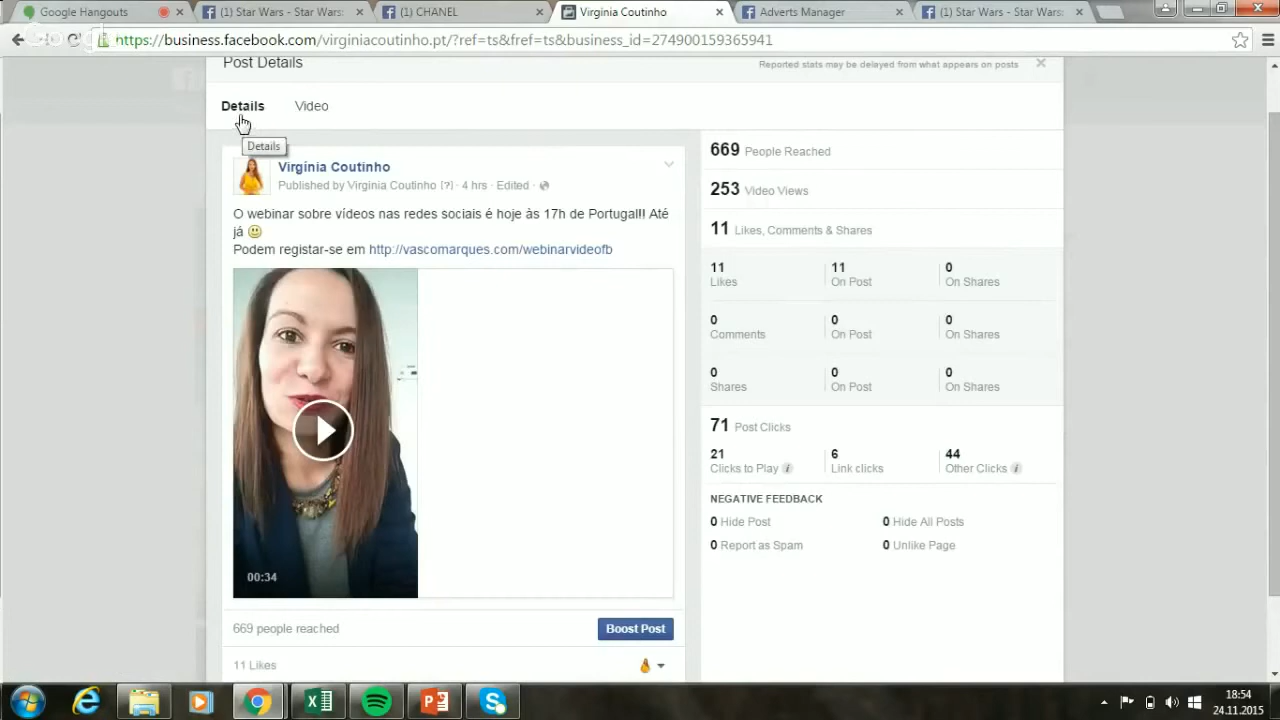 Google Hangouts
(1) Star Wars - Star Wars:
(1) CHANEL
Virgínia Coutinho
Adverts Manager
(1) Star Wars - Star Wars:
https://business.facebook.com/virginiacoutinho.pt/?ref=ts&fref=ts&business_id=274900159365941
Post Details
Reported stats may be delayed from what appears on posts
Details
Video
Details
Virgínia Coutinho
Published by Virgínia Coutinho [?] · 4 hrs · Edited ·
O webinar sobre vídeos nas redes sociais é hoje às 17h de Portugal!! Até
já
Podem registar-se em http://vascomarques.com/webinarvideofb
00:34
669 people reached
Boost Post
11 Likes
669 People Reached
253 Video Views
11 Likes, Comments & Shares
11 11 0
Likes On Post On Shares
0 0 0
Comments On Post On Shares
0 0 0
Shares On Post On Shares
71 Post Clicks
21 6 44
Clicks to Play Link clicks Other Clicks
NEGATIVE FEEDBACK
0 Hide Post 0 Hide All Posts
0 Report as Spam 0 Unlike Page
18:54
24.11.2015